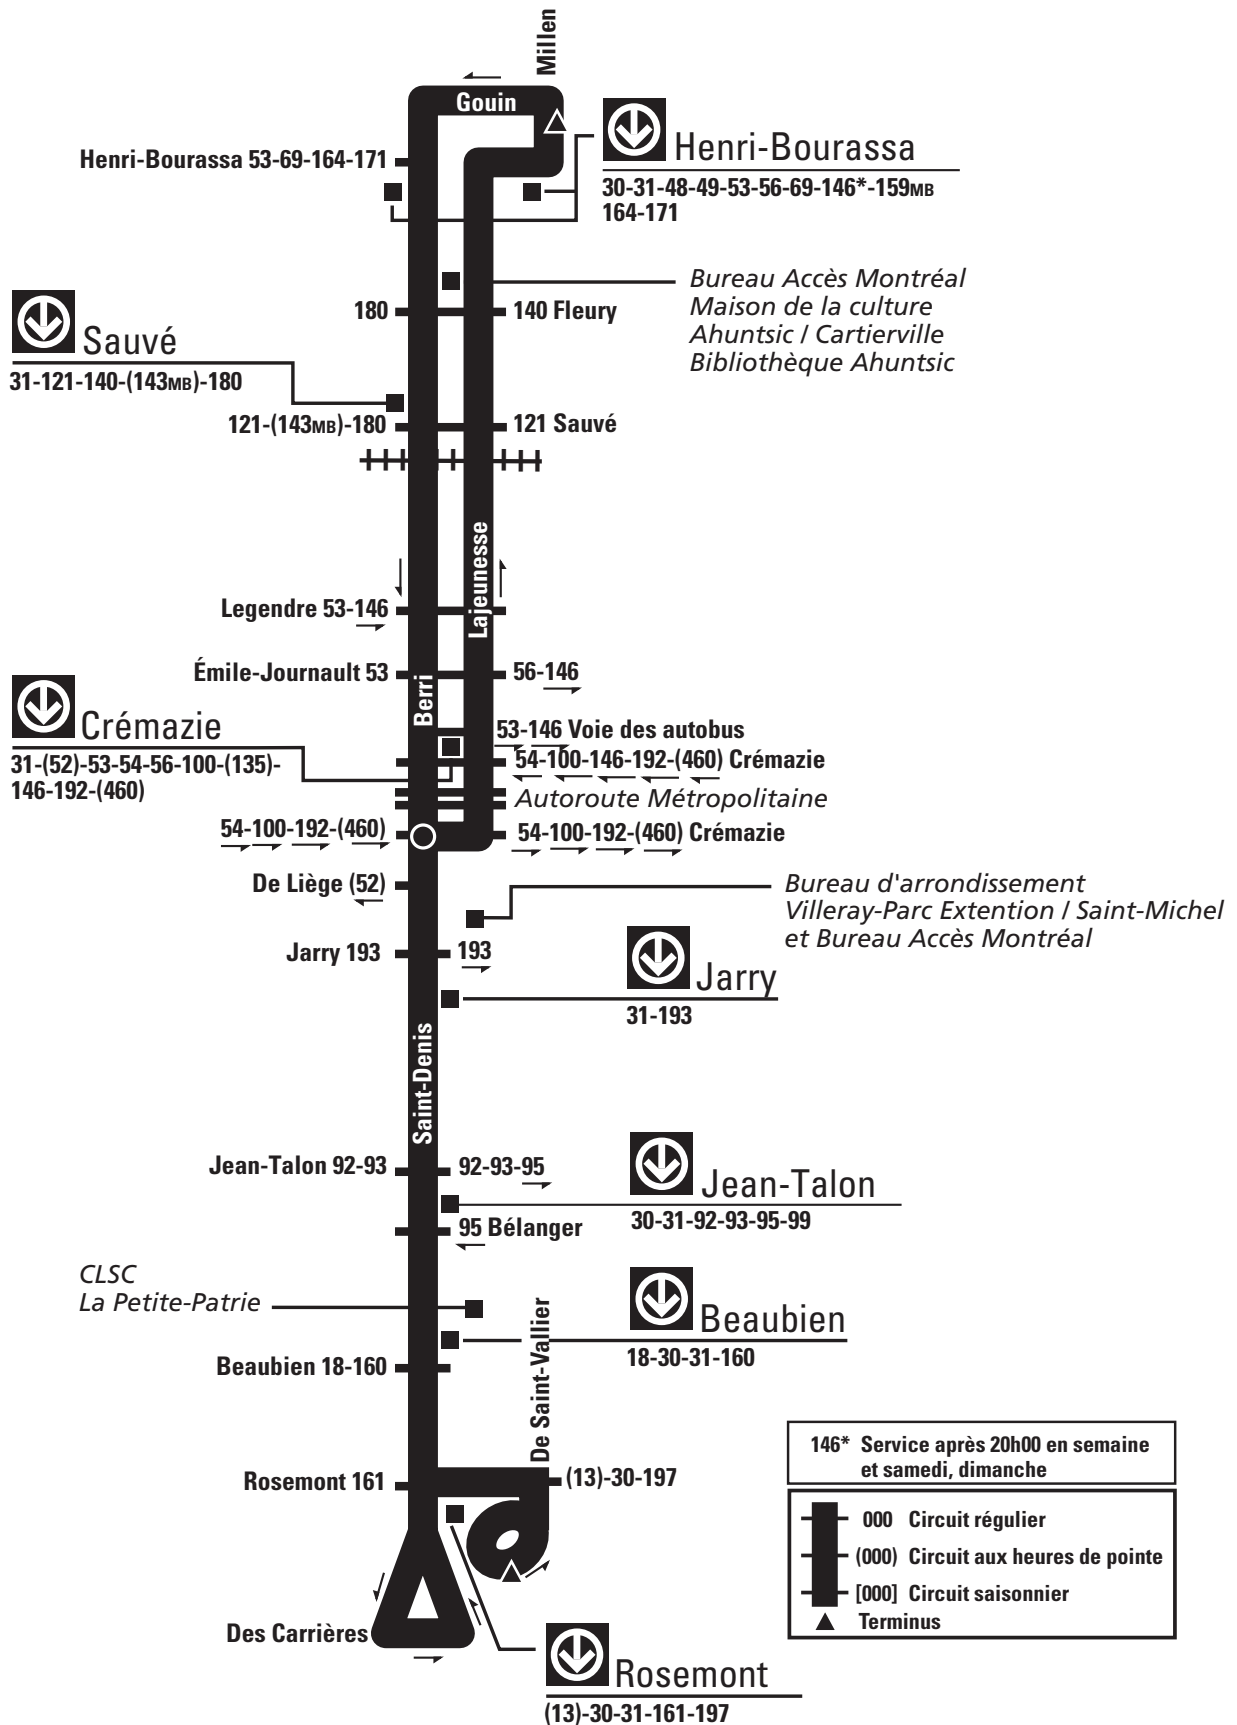 Millen
Gouin
Henri-Bourassa 53-69-164-171
Henri-Bourassa
30-31-48-49-53-56-69-146*-159MB
164-171
Bureau Accès Montréal
Maison de la culture
Ahuntsic / Cartierville
Bibliothèque Ahuntsic
180
140 Fleury
Sauvé
31-121-140-(143MB)-180
121-(143MB)-180
121 Sauvé
Lajeunesse
Legendre 53-146
Émile-Journault 53
56-146
Berri
Crémazie
31-(52)-53-54-56-100-(135)-
146-192-(460)
53-146 Voie des autobus
54-100-146-192-(460) Crémazie
Autoroute Métropolitaine
54-100-192-(460)
54-100-192-(460) Crémazie
De Liège (52)
Bureau d'arrondissement
Villeray-Parc Extention / Saint-Michel
et Bureau Accès Montréal
Jarry 193
193
Jarry
31-193
Saint-Denis
Jean-Talon 92-93
92-93-95
Jean-Talon
30-31-92-93-95-99
95 Bélanger
CLSC
La Petite-Patrie
Beaubien
18-30-31-160
Beaubien 18-160
De Saint-Vallier
Rosemont 161
(13)-30-197
Des Carrières
Rosemont
(13)-30-31-161-197
146* Service après 20h00 en semaine
et samedi, dimanche
000 Circuit régulier
(000) Circuit aux heures de pointe
[000] Circuit saisonnier
Terminus